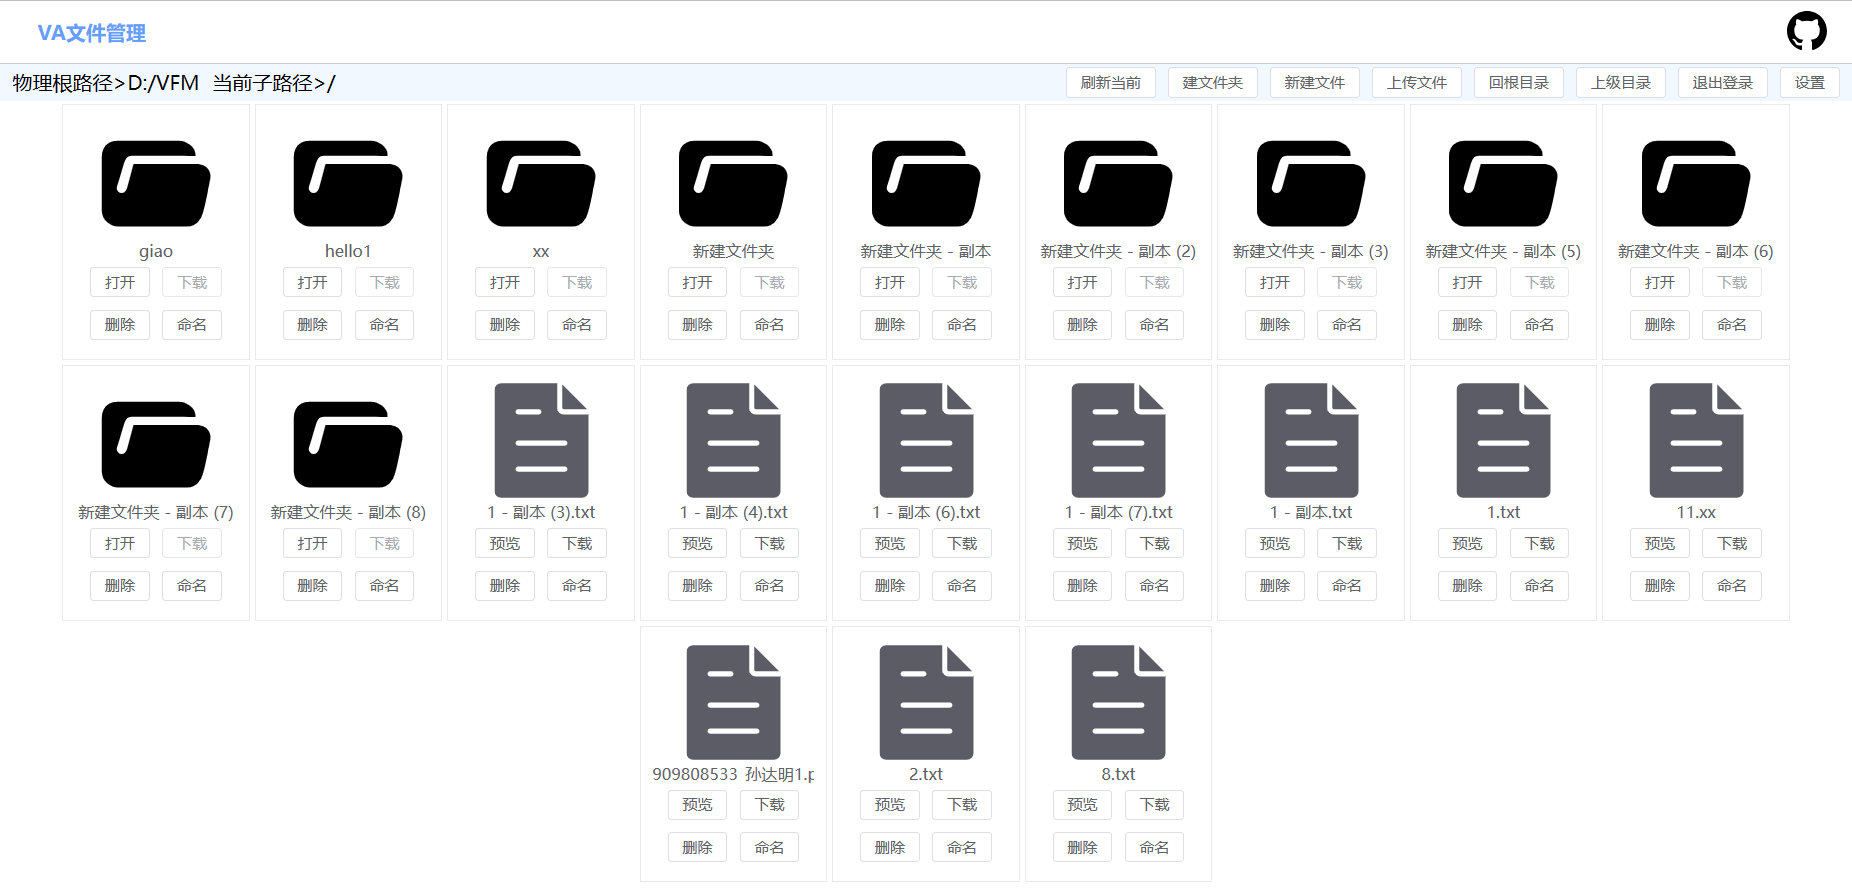 VA文件管理
物理根路径>D:/VFM 当前子路径>/ 刷新当前 建文件夹 新建文件 上传文件 回根目录 上级目录 退出登录 设置
giao hello1 xx 新建文件夹 新建文件夹 - 副本 新建文件夹 - 副本 (2) 新建文件夹 - 副本 (3) 新建文件夹 - 副本 (5) 新建文件夹 - 副本 (6)
打开 下载 打开 下载 打开 下载 打开 下载 打开 下载 打开 下载 打开 下载 打开 下载 打开 下载
删除 命名 删除 命名 删除 命名 删除 命名 删除 命名 删除 命名 删除 命名 删除 命名 删除 命名
新建文件夹 - 副本 (7) 新建文件夹 - 副本 (8) 1 - 副本 (3).txt 1 - 副本 (4).txt 1 - 副本 (6).txt 1 - 副本 (7).txt 1 - 副本.txt 1.txt 11.xx
打开 下载 打开 下载 预览 下载 预览 下载 预览 下载 预览 下载 预览 下载 预览 下载 预览 下载
删除 命名 删除 命名 删除 命名 删除 命名 删除 命名 删除 命名 删除 命名 删除 命名 删除 命名
909808533 孙达明1.p 2.txt 8.txt
预览 下载 预览 下载 预览 下载
删除 命名 删除 命名 删除 命名